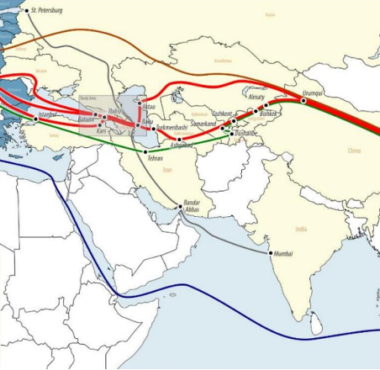 St. Petersburg
Urumqi
Almaty
Aktau
Bishkek
Istanbul
Tbilisi
Batumi
Baku
Kars
Turkmenbashi
Tashkent
Samarkand
Dushanbe
Ashgabat
Tehran
China
Iran
Bandar
Abbas
India
Mumbai